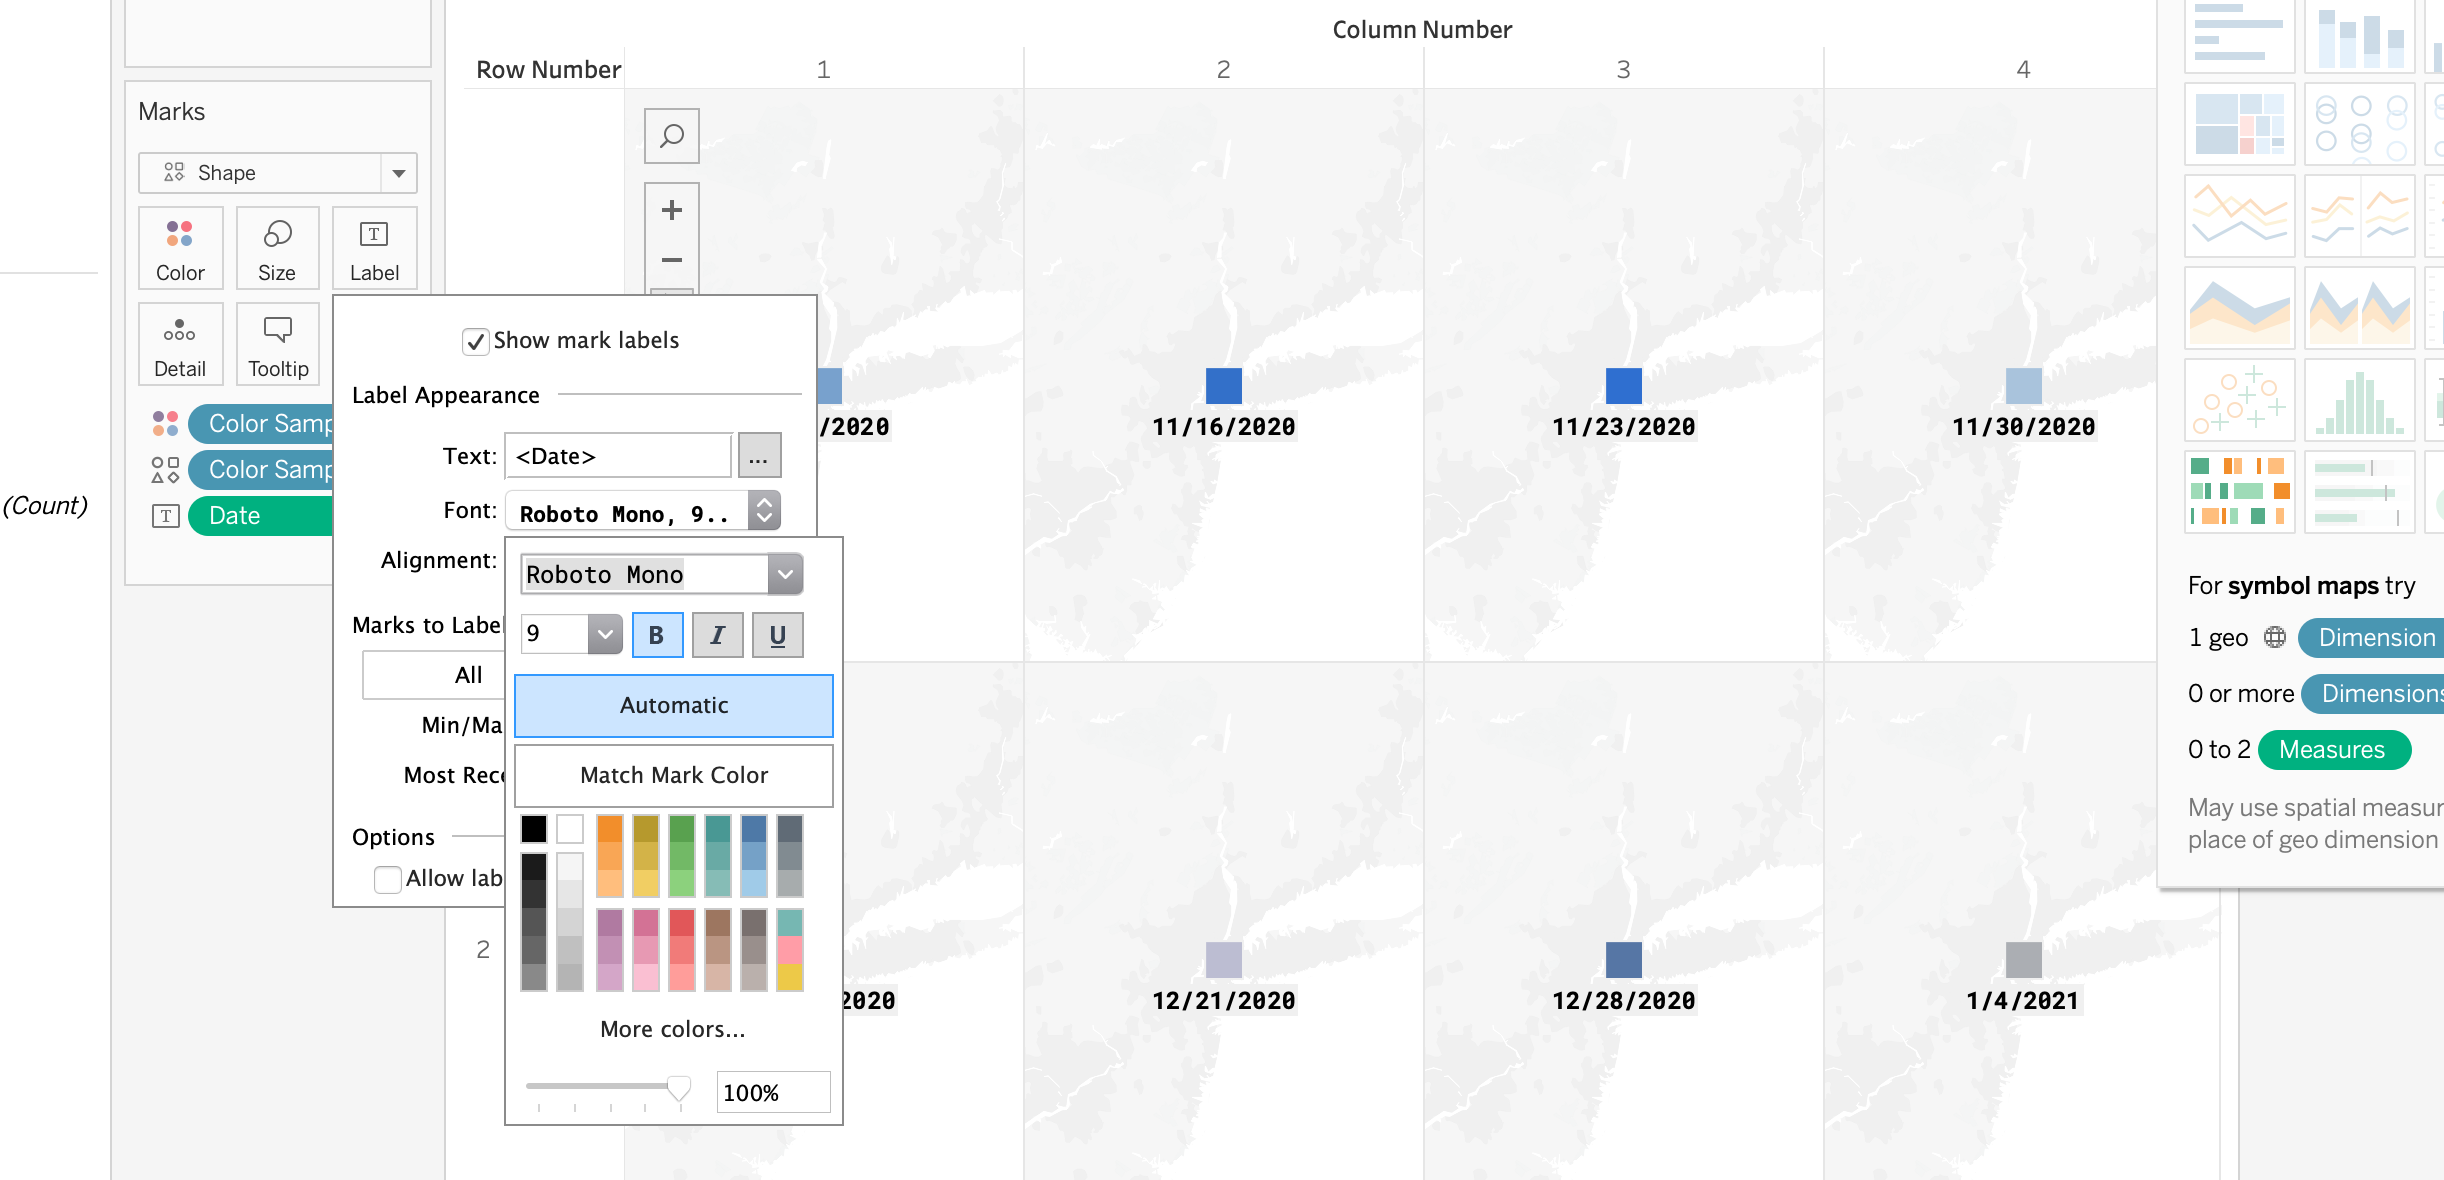 Column Number
Row Number
1
2
3
4
Marks
Shape
Color
Size
Label
Detail
Tooltip
Color Samp
Color Samp
Date
(Count)
Show mark labels
Label Appearance
Text: <Date> ...
Font: Roboto Mono, 9..
Alignment:
Marks to Label
All
Min/Ma
Most Rece
Options
Allow lab
Roboto Mono
9 B I U
Automatic
Match Mark Color
More colors...
100%
/2020
11/16/2020
11/23/2020
11/30/2020
2
2020
12/21/2020
12/28/2020
1/4/2021
For symbol maps try
1 geo Dimension
0 or more Dimensions
0 to 2 Measures
May use spatial measur
place of geo dimension